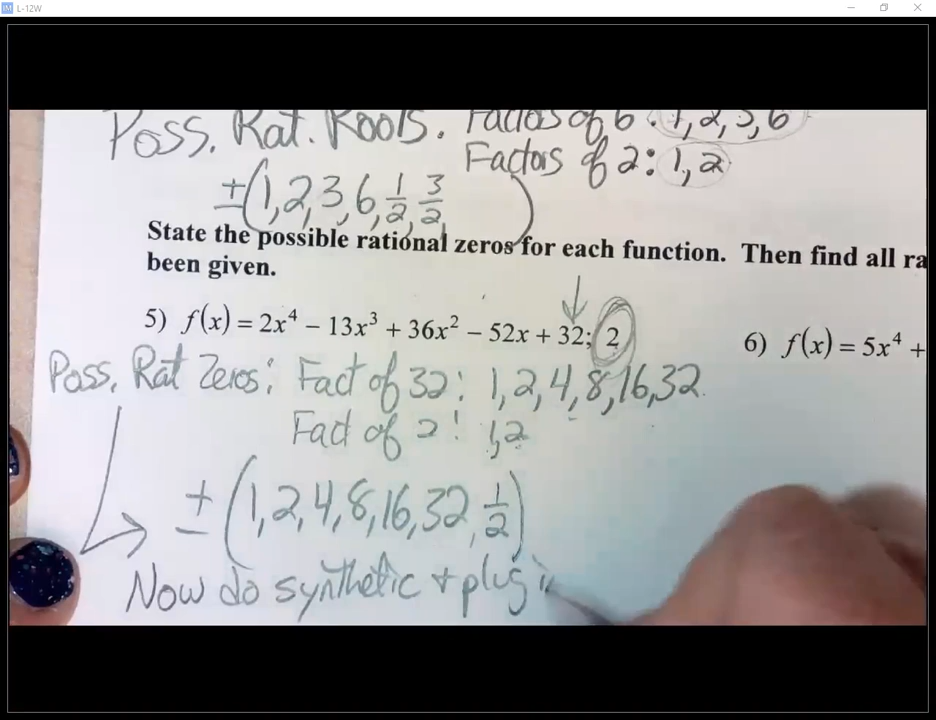 L-12W
Poss. Rat. Roots. Factors of 6: 1, 2, 3, 6
Factors of 2: 1, 2
±(1, 2, 3, 6, 1/2, 3/2, )
State the possible rational zeros for each function. Then find all ra
been given.
5) f(x) = 2x⁴ − 13x³ + 36x² − 52x + 32; 2
6) f(x) = 5x⁴ +
Poss. Rat Zeros: Fact of 32: 1, 2, 4, 8, 16, 32
Fact of 2: 1, 2
± (1, 2, 4, 8, 16, 32, 1/2)
Now do synthetic + plug in